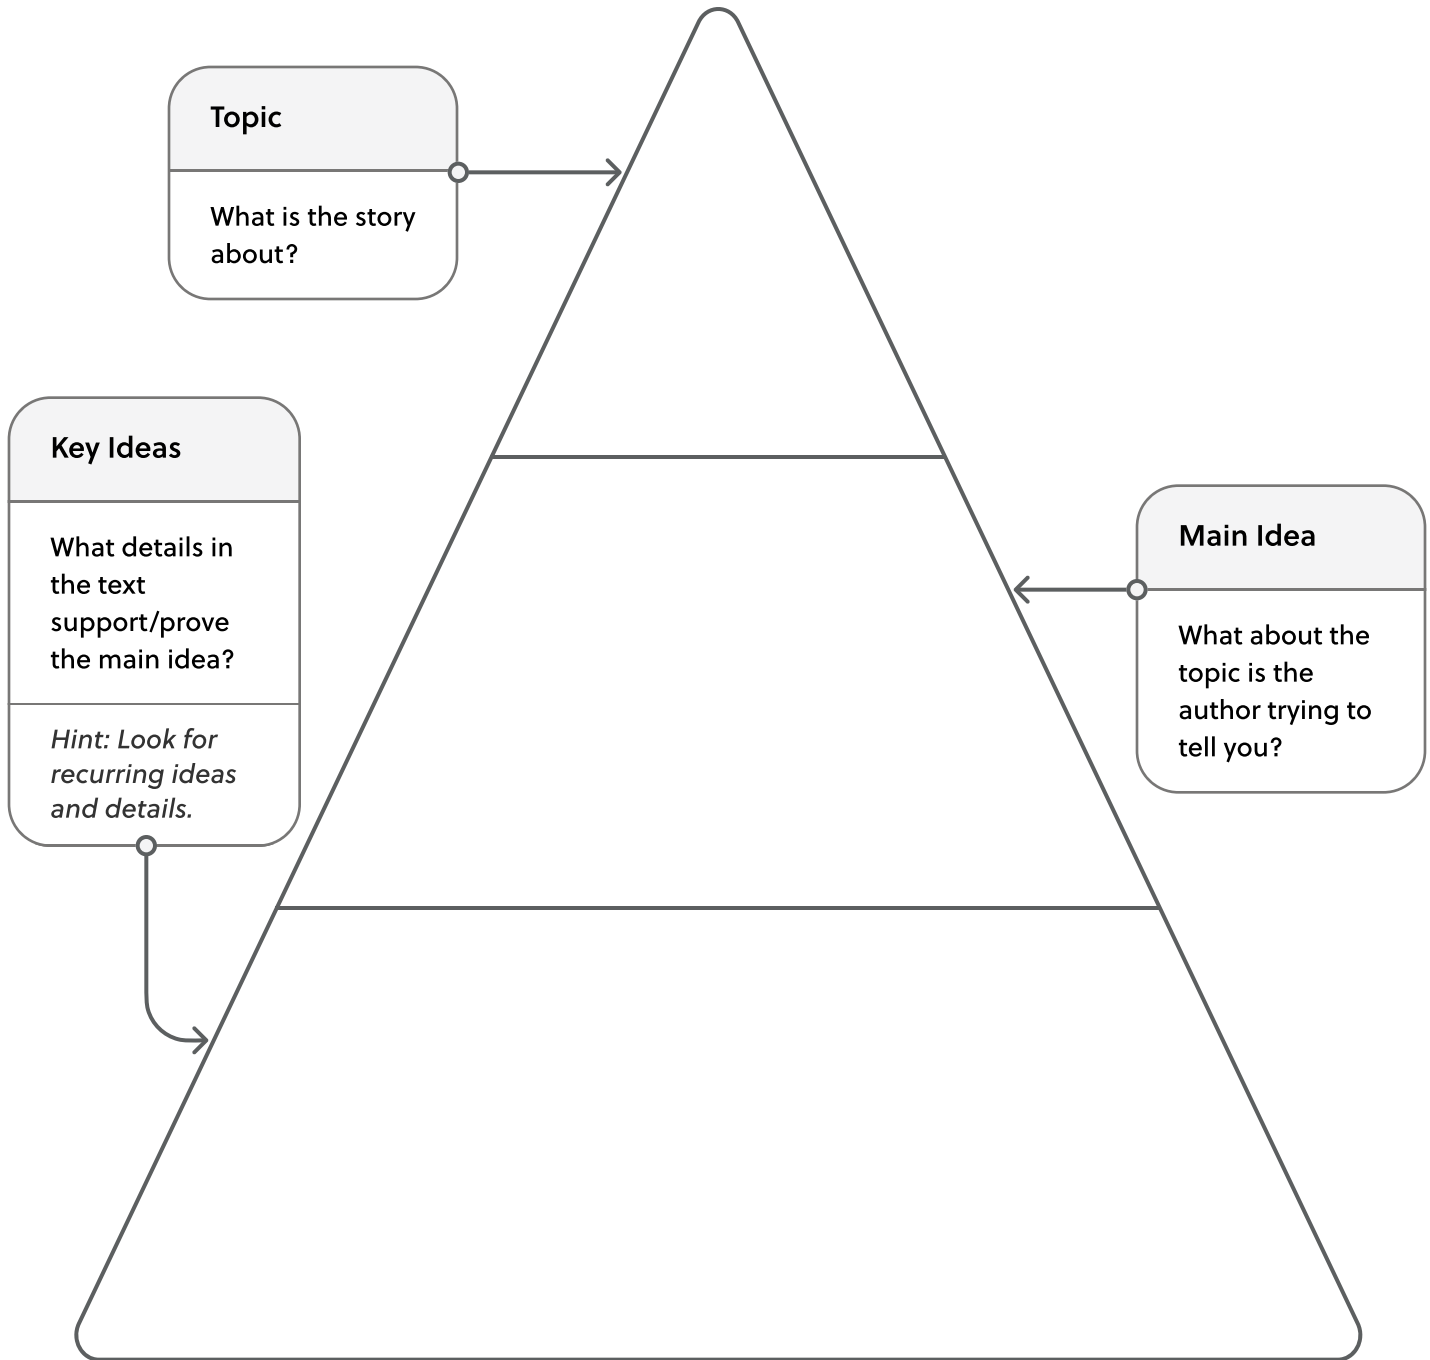 Topic
What is the story
about?
Key Ideas
What details in
the text
support/prove
the main idea?
Hint: Look for
recurring ideas
and details.
Main Idea
What about the
topic is the
author trying to
tell you?